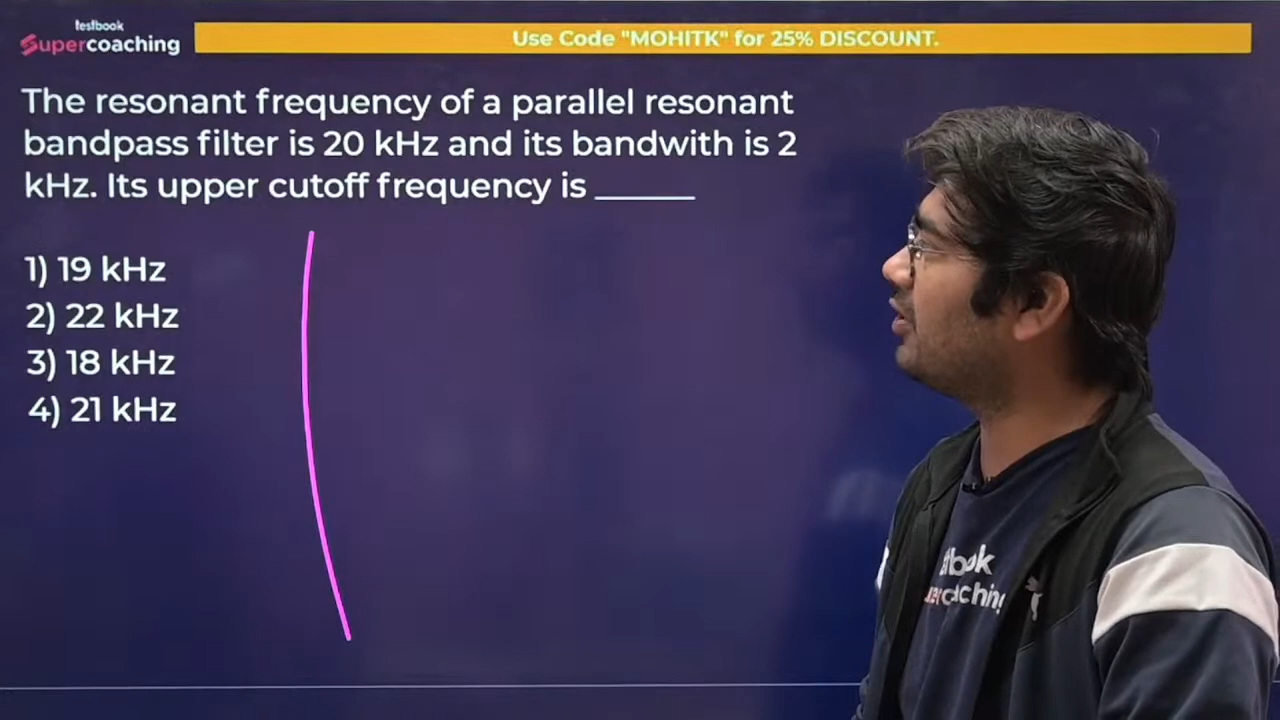 testbook
Supercoaching
Use Code "MOHITK" for 25% DISCOUNT.
The resonant frequency of a parallel resonant
bandpass filter is 20 kHz and its bandwith is 2
kHz. Its upper cutoff frequency is ______
1) 19 kHz
2) 22 kHz
3) 18 kHz
4) 21 kHz